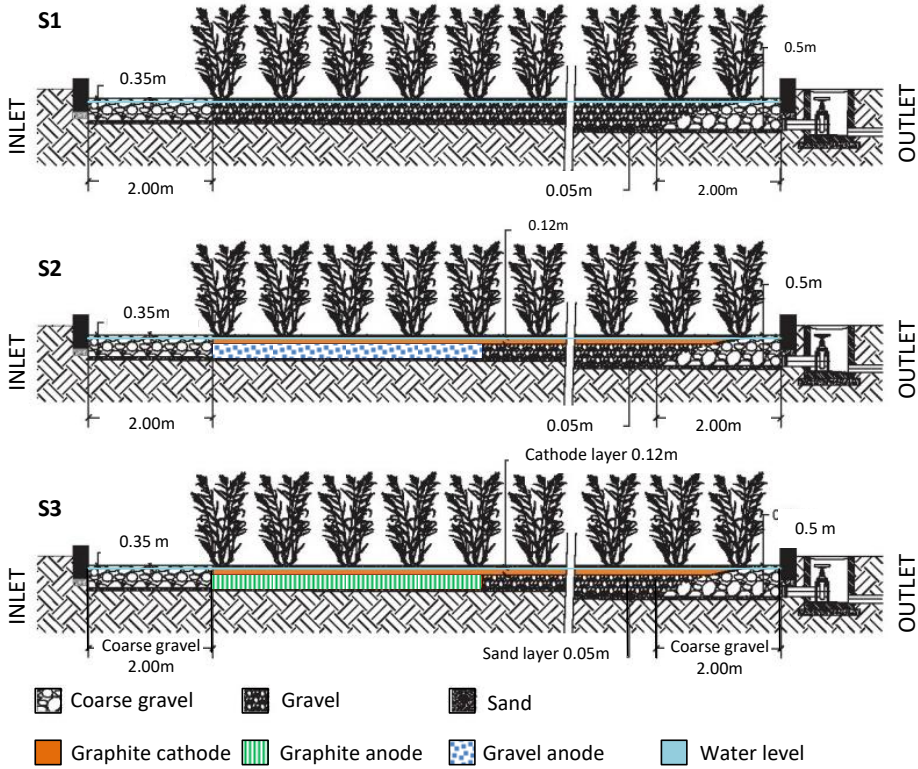 S1
0.5m
0.35m
INLET
OUTLET
2.00m
0.05m
2.00m
0.12m
S2
0.5m
0.35m
INLET
OUTLET
2.00m
0.05m
2.00m
Cathode layer 0.12m
S3
0.5 m
0.35 m
INLET
OUTLET
Coarse gravel
2.00m
Sand layer 0.05m
Coarse gravel
2.00m
Coarse gravel
Gravel
Sand
Graphite cathode
Graphite anode
Gravel anode
Water level